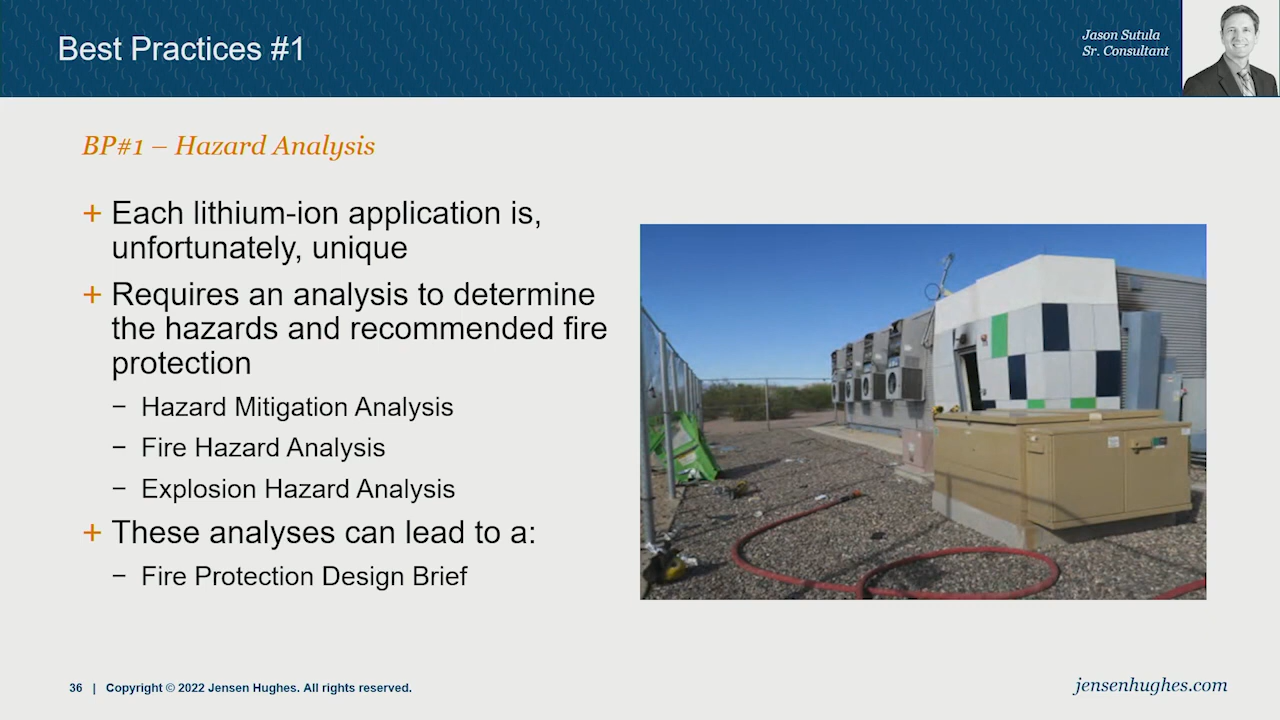 Best Practices #1
Jason Sutula
Sr. Consultant
BP#1 – Hazard Analysis
+ Each lithium-ion application is,
unfortunately, unique
+ Requires an analysis to determine
the hazards and recommended fire
protection
− Hazard Mitigation Analysis
− Fire Hazard Analysis
− Explosion Hazard Analysis
+ These analyses can lead to a:
− Fire Protection Design Brief
36 | Copyright © 2022 Jensen Hughes. All rights reserved.
jensenhughes.com